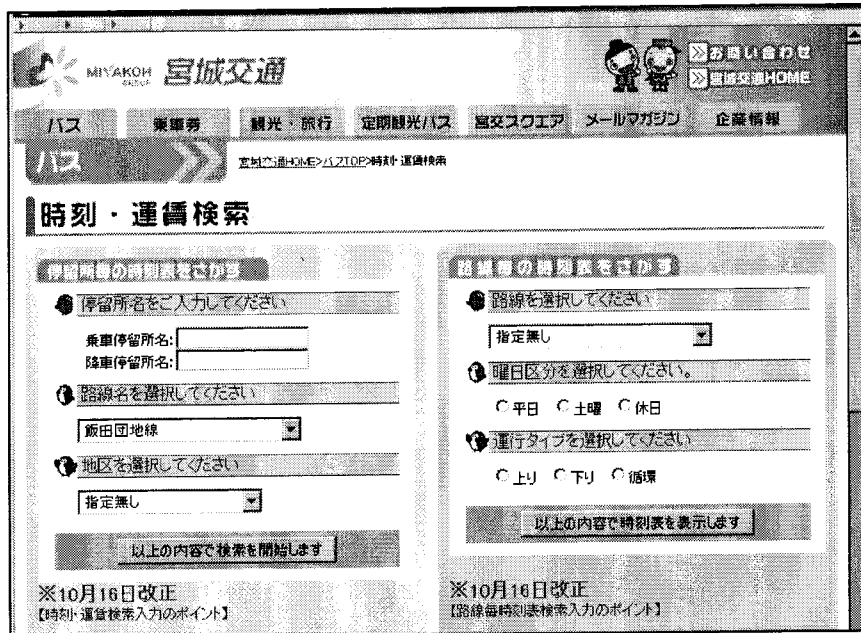 MIYAKOH GROUP 宮城交通
お問い合わせ
宮城交通HOME
バス 乗車券 観光・旅行 定期観光バス 宮交スクエア メールマガジン 企業情報
バス
宮城交通HOME>バスTOP>時刻・運賃検索
時刻・運賃検索
停留所毎の時刻表をさがす
停留所名をご入力してください
乗車停留所名:
降車停留所名:
路線名を選択してください
飯田団地線
地区を選択してください
指定無し
以上の内容で検索を開始します
※10月16日改正
【時刻・運賃検索入力のポイント】
路線毎の時刻表をさがす
路線を選択してください
指定無し
曜日区分を選択してください。
平日 土曜 休日
運行タイプを選択してください
上り 下り 循環
以上の内容で時刻表を表示します
※10月16日改正
【路線毎時刻表検索入力のポイント】